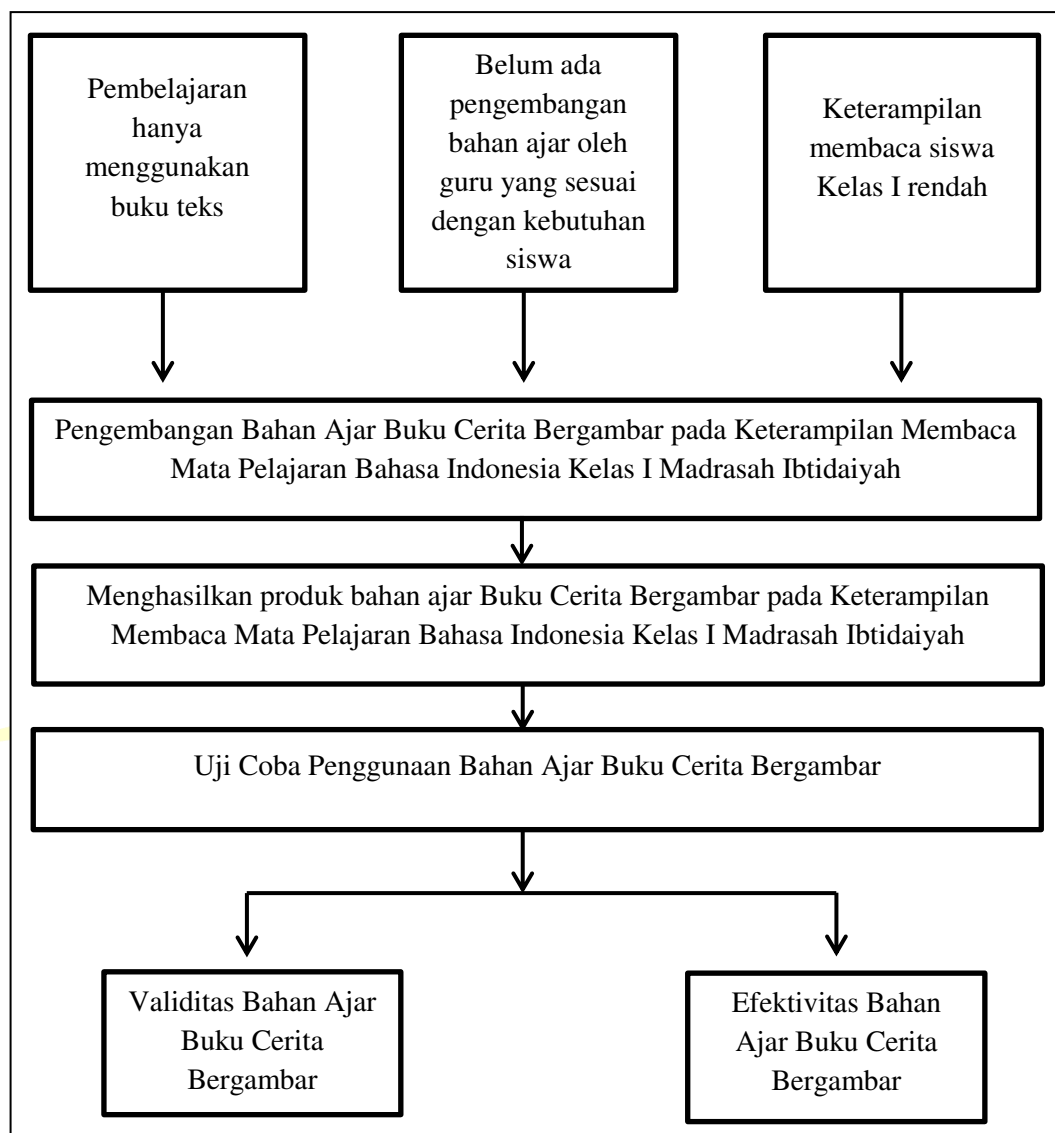 Pembelajaran
hanya
menggunakan
buku teks
Belum ada
pengembangan
bahan ajar oleh
guru yang sesuai
dengan kebutuhan
siswa
Keterampilan
membaca siswa
Kelas I rendah
Pengembangan Bahan Ajar Buku Cerita Bergambar pada Keterampilan Membaca
Mata Pelajaran Bahasa Indonesia Kelas I Madrasah Ibtidaiyah
Menghasilkan produk bahan ajar Buku Cerita Bergambar pada Keterampilan
Membaca Mata Pelajaran Bahasa Indonesia Kelas I Madrasah Ibtidaiyah
Uji Coba Penggunaan Bahan Ajar Buku Cerita Bergambar
Validitas Bahan Ajar
Buku Cerita
Bergambar
Efektivitas Bahan
Ajar Buku Cerita
Bergambar